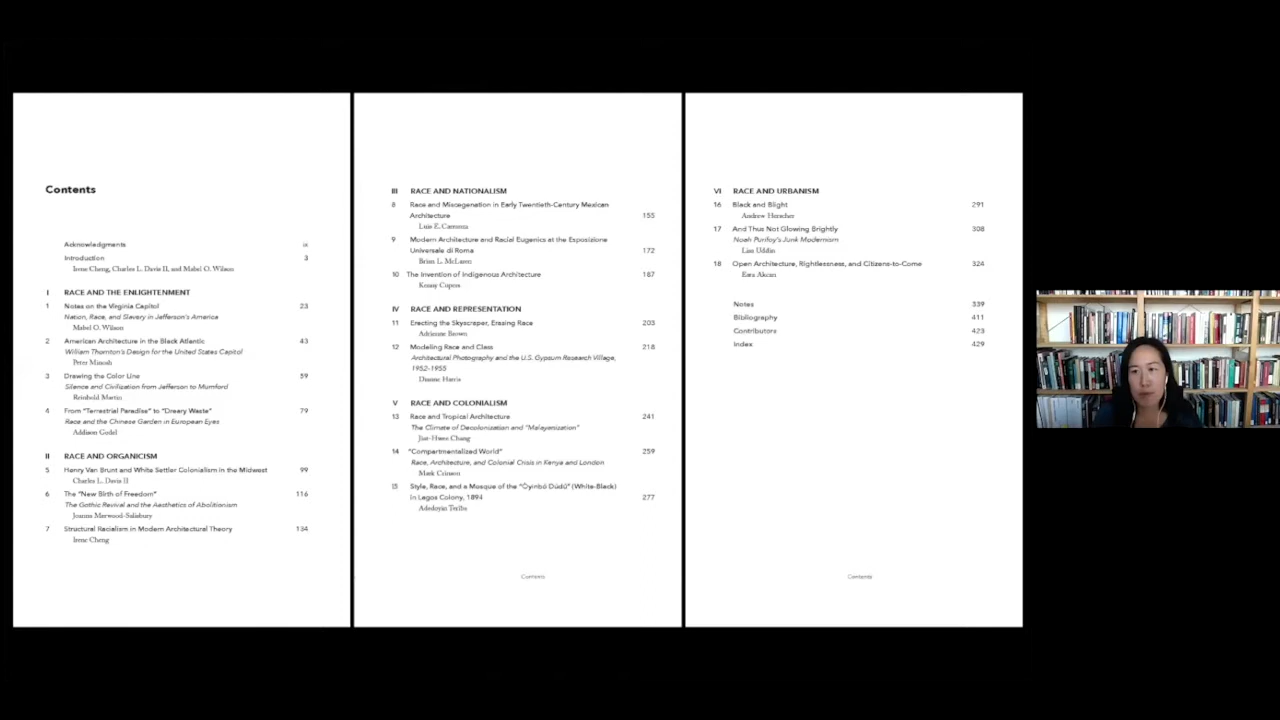 Contents
Acknowledgments ix
Introduction 3
Irene Cheng, Charles L. Davis II, and Mabel O. Wilson
I RACE AND THE ENLIGHTENMENT
1 Notes on the Virginia Capitol 23
Nation, Race, and Slavery in Jefferson's America
Mabel O. Wilson
2 American Architecture in the Black Atlantic 43
William Thornton's Design for the United States Capitol
Peter Minosh
3 Drawing the Color Line 59
Silence and Civilization from Jefferson to Mumford
Reinhold Martin
4 From "Terrestrial Paradise" to "Dreary Waste" 79
Race and the Chinese Garden in European Eyes
Addison Godel
II RACE AND ORGANICISM
5 Henry Van Brunt and White Settler Colonialism in the Midwest 99
Charles L. Davis II
6 The "New Birth of Freedom" 116
The Gothic Revival and the Aesthetics of Abolitionism
Joanna Merwood-Salisbury
7 Structural Racialism in Modern Architectural Theory 134
Irene Cheng
III RACE AND NATIONALISM
8 Race and Miscegenation in Early Twentieth-Century Mexican
Architecture 155
Luis E. Carranza
9 Modern Architecture and Racial Eugenics at the Esposizione
Universale di Roma 172
Brian L. McLaren
10 The Invention of Indigenous Architecture 187
Kenny Cupers
IV RACE AND REPRESENTATION
11 Erecting the Skyscraper, Erasing Race 203
Adrienne Brown
12 Modeling Race and Class 218
Architectural Photography and the U.S. Gypsum Research Village,
1952–1955
Dianne Harris
V RACE AND COLONIALISM
13 Race and Tropical Architecture 241
The Climate of Decolonization and "Malayanization"
Jiat-Hwee Chang
14 "Compartmentalized World" 259
Race, Architecture, and Colonial Crisis in Kenya and London
Mark Crinson
15 Style, Race, and a Mosque of the "Òyìnbó Dúdú" (White-Black)
in Lagos Colony, 1894 277
Adedoyin Teriba
Contents
VI RACE AND URBANISM
16 Black and Blight 291
Andrew Herscher
17 And Thus Not Glowing Brightly 308
Noah Purifoy's Junk Modernism
Lisa Uddin
18 Open Architecture, Rightlessness, and Citizens-to-Come 324
Esra Akcan
Notes 339
Bibliography 411
Contributors 423
Index 429
Contents